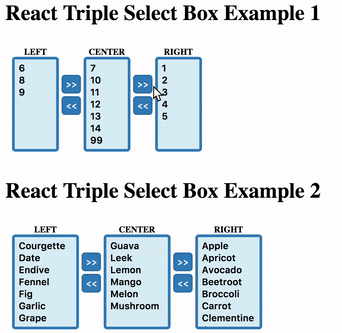 React Triple Select Box Example 1
LEFT CENTER RIGHT
6 7 1
8 10 2
9 >> 11 >> 3
<< 12 << 4
13 5
14
99
React Triple Select Box Example 2
LEFT CENTER RIGHT
Courgette Guava Apple
Date >> Leek >> Apricot
Endive Lemon Avocado
Fennel << Mango << Beetroot
Fig Melon Broccoli
Garlic Mushroom Carrot
Grape Clementine